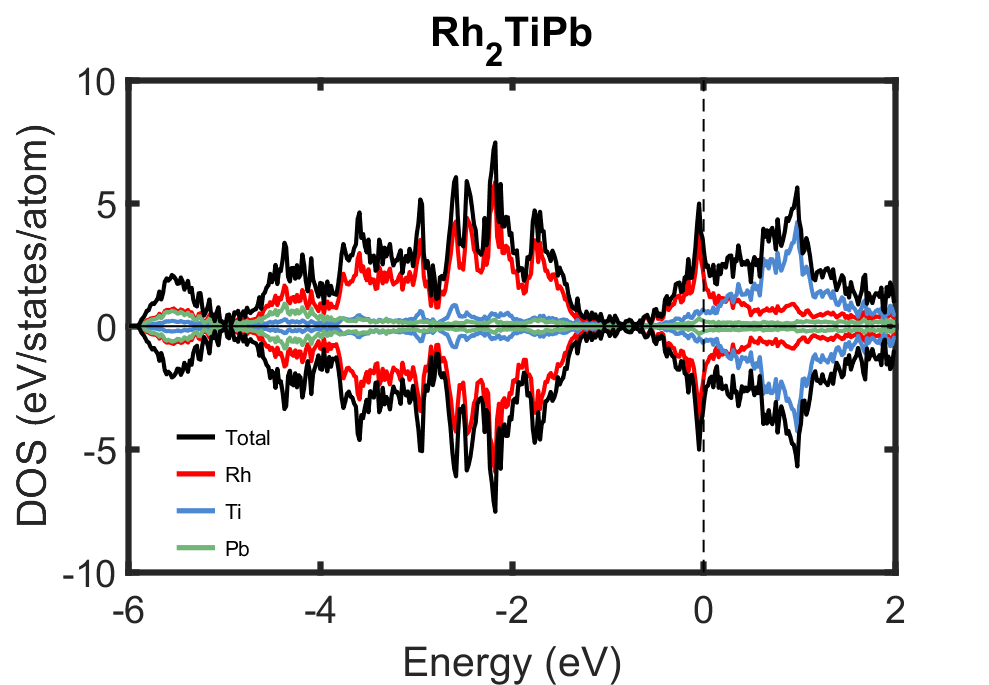 Rh2TiPb
10
5
0
-5
-10
DOS (eV/states/atom)
Total
Rh
Ti
Pb
-6 -4 -2 0 2
Energy (eV)